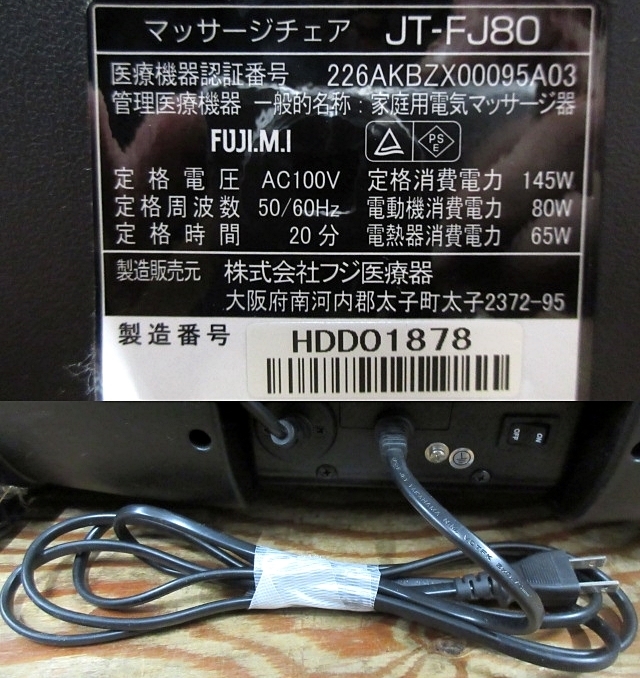 マッサージチェア JT-FJ80
医療機器認証番号 226AKBZX00095A03
管理医療機器 一般的名称：家庭用電気マッサージ器
FUJI.M.I PS E
定格電圧 AC100V 定格消費電力 145W
定格周波数 50/60Hz 電動機消費電力 80W
定格時間 20分 電熱器消費電力 65W
製造販売元 株式会社フジ医療器
大阪府南河内郡太子町太子2372-95
製造番号 HDD01878
OFF ON